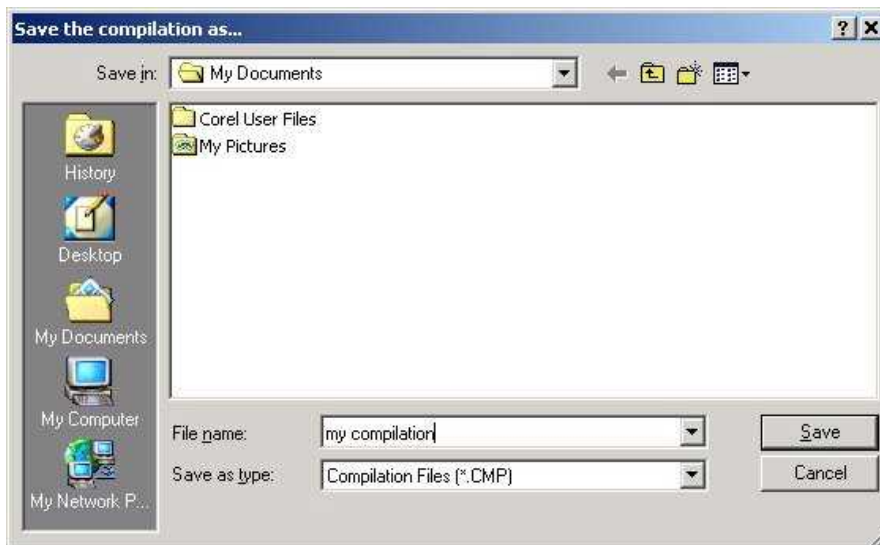 Save the compilation as...
Save in: My Documents
Corel User Files
My Pictures
History
Desktop
My Documents
My Computer
My Network P...
File name: my compilation Save
Save as type: Compilation Files (*.CMP) Cancel